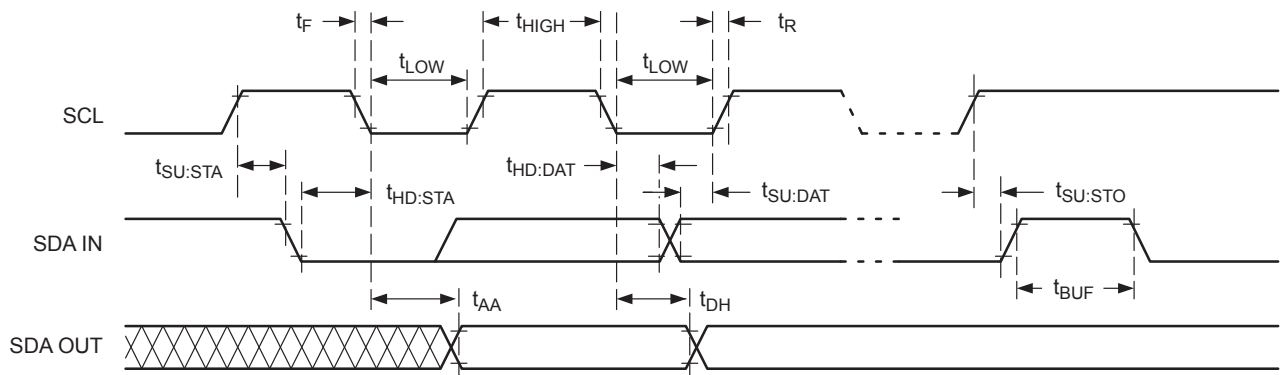 tF
tHIGH
tR
tLOW
tLOW
SCL
tSU:STA
tHD:STA
tHD:DAT
tSU:DAT
tSU:STO
SDA IN
tBUF
tAA
tDH
SDA OUT